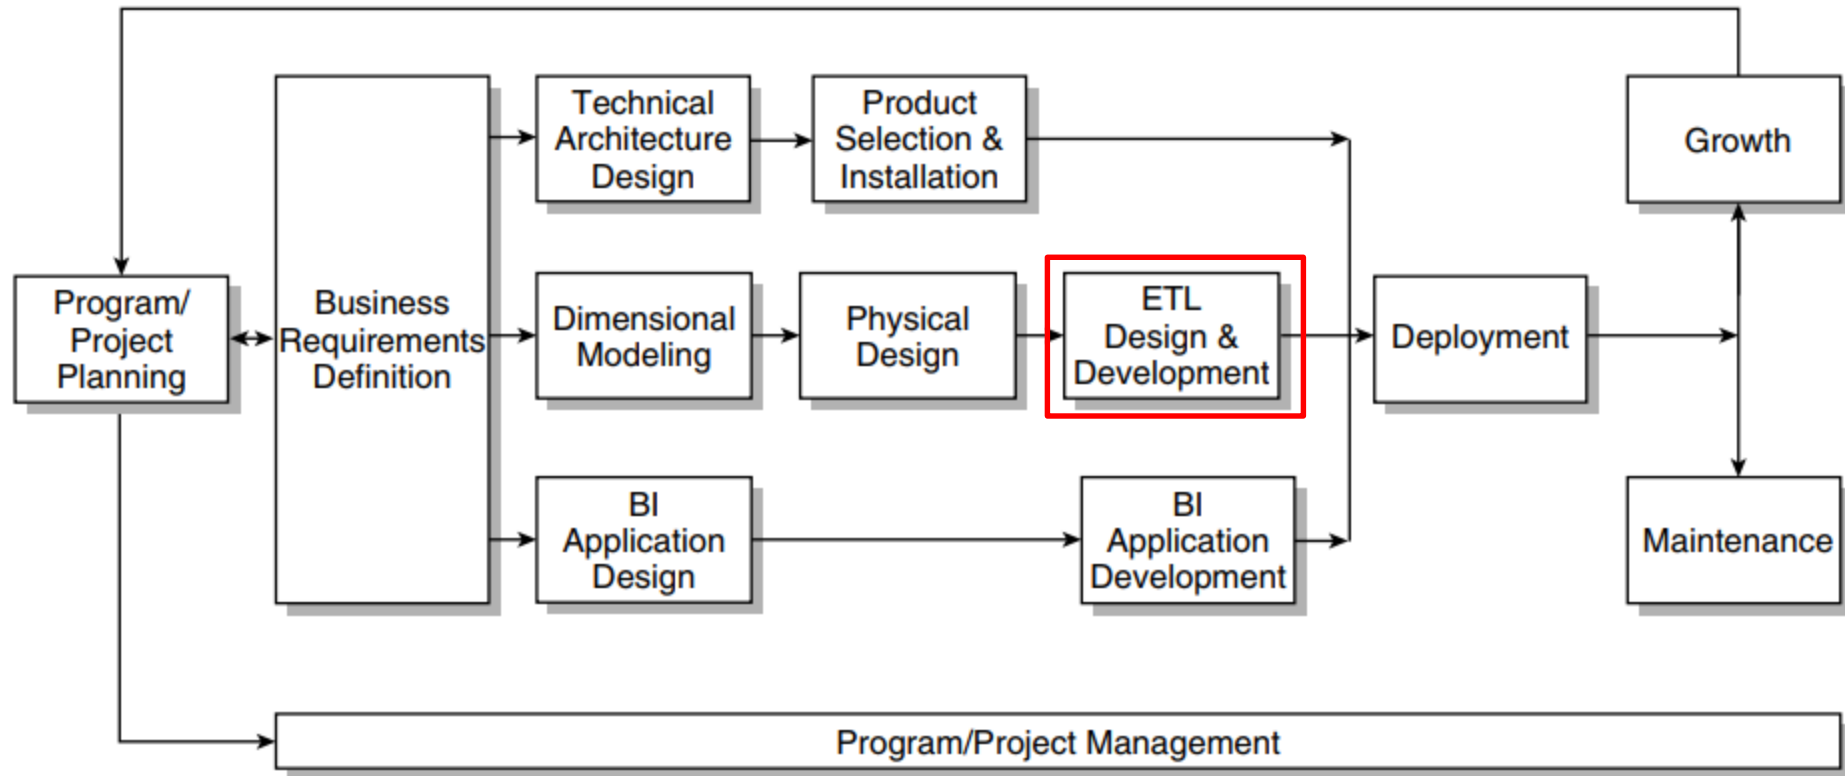 Technical
Architecture
Design
Product
Selection &
Installation
Growth
Program/
Project
Planning
Business
Requirements
Definition
Dimensional
Modeling
Physical
Design
ETL
Design &
Development
Deployment
BI
Application
Design
BI
Application
Development
Maintenance
Program/Project Management